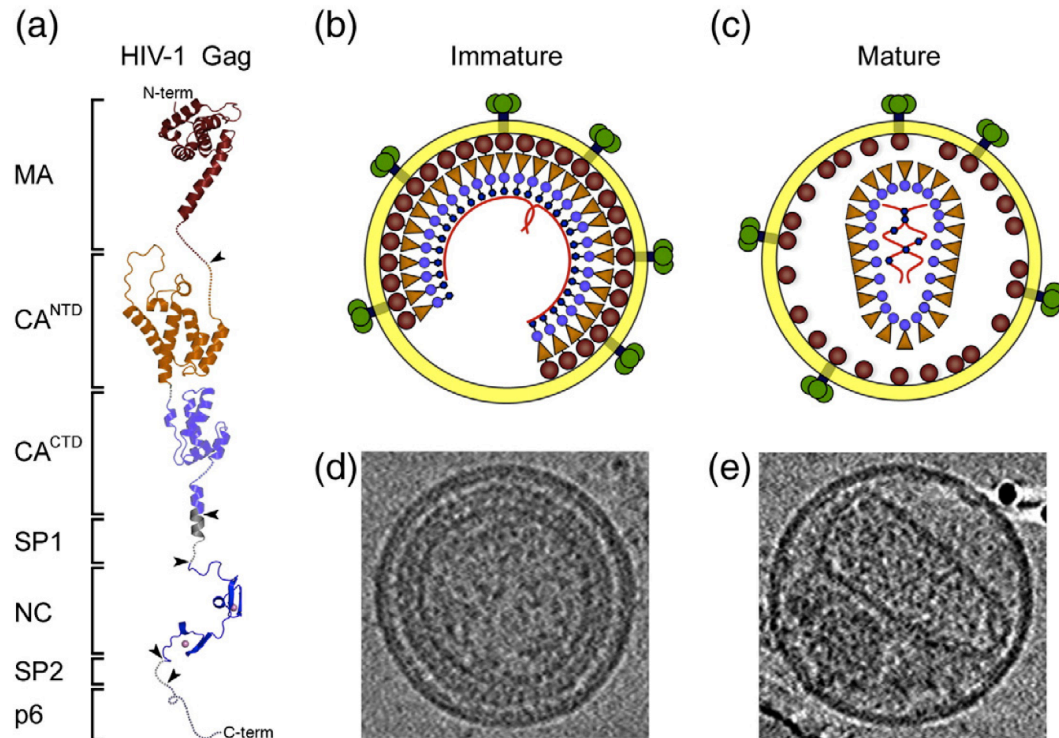 (a)
HIV-1 Gag
N-term
MA
CA^NTD
CA^CTD
SP1
NC
SP2
p6
C-term
(b)
Immature
(c)
Mature
(d)
(e)